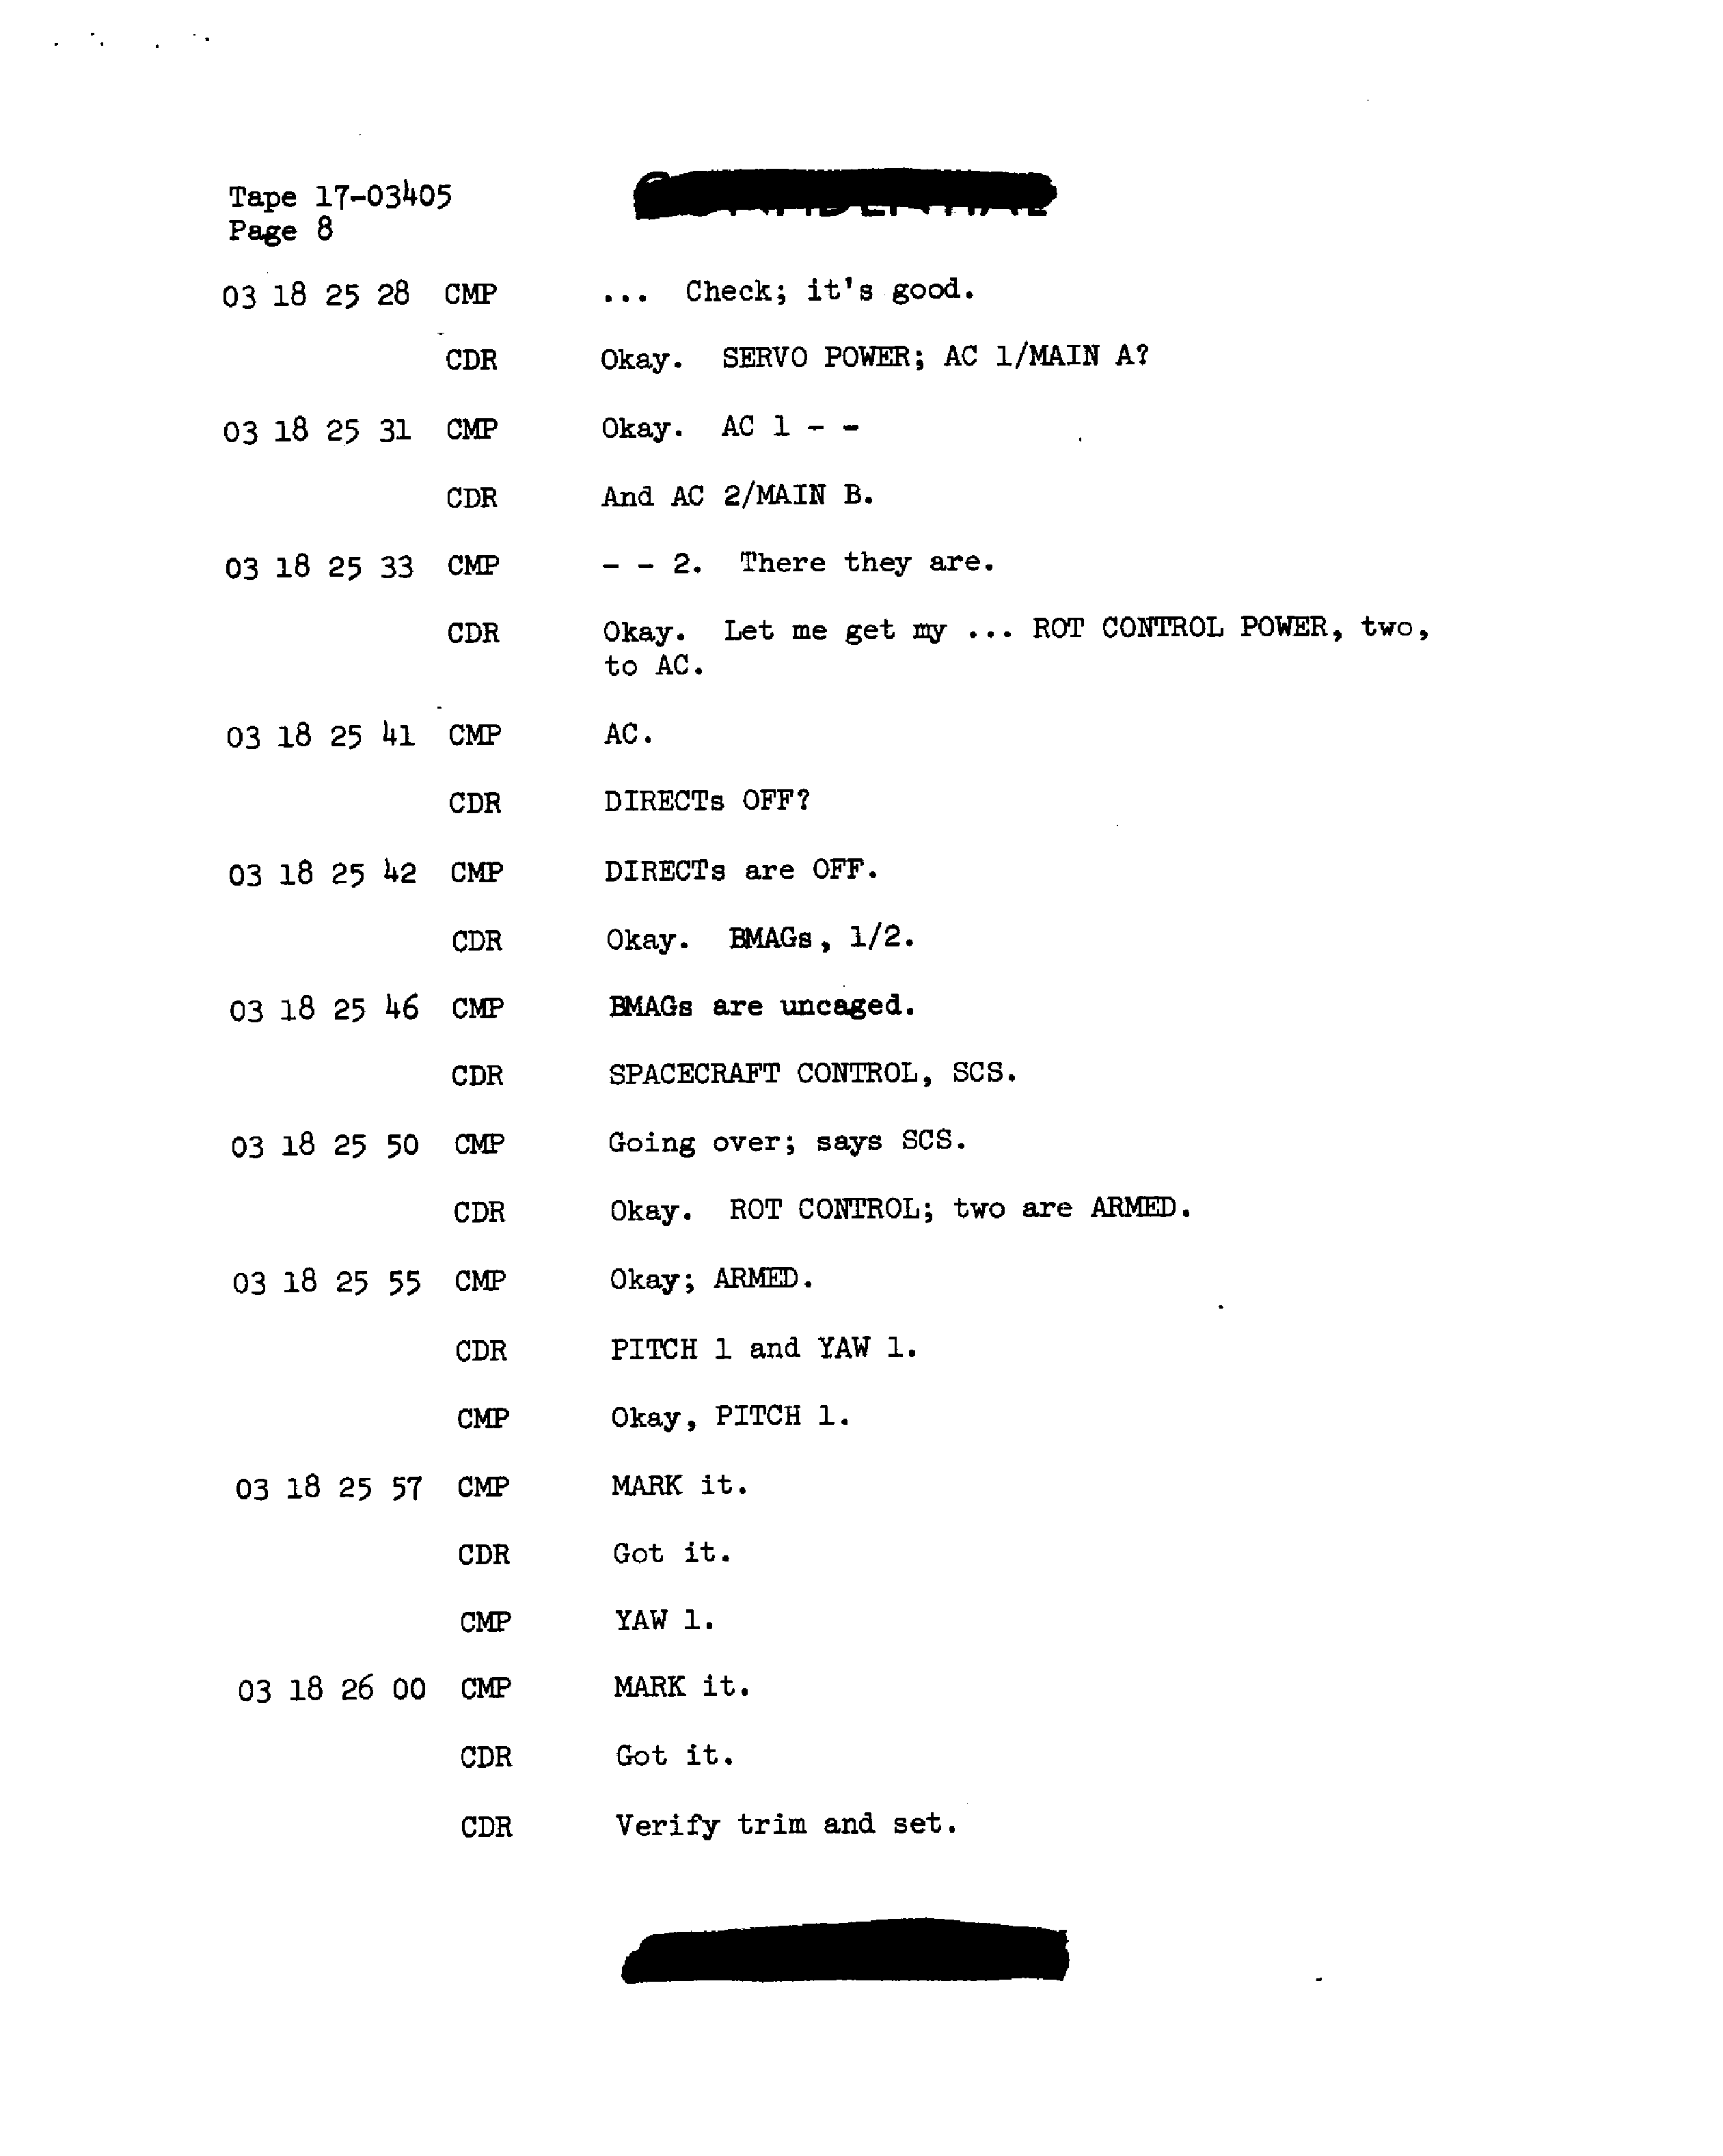 Tape 17-03405
Page 8
03 18 25 28 CMP ... Check; it's good.
CDR Okay. SERVO POWER; AC 1/MAIN A?
03 18 25 31 CMP Okay. AC 1 - -
CDR And AC 2/MAIN B.
03 18 25 33 CMP - - 2. There they are.
CDR Okay. Let me get my ... ROT CONTROL POWER, two,
to AC.
03 18 25 41 CMP AC.
CDR DIRECTs OFF?
03 18 25 42 CMP DIRECTs are OFF.
CDR Okay. BMAGs, 1/2.
03 18 25 46 CMP BMAGs are uncaged.
CDR SPACECRAFT CONTROL, SCS.
03 18 25 50 CMP Going over; says SCS.
CDR Okay. ROT CONTROL; two are ARMED.
03 18 25 55 CMP Okay; ARMED.
CDR PITCH 1 and YAW 1.
CMP Okay, PITCH 1.
03 18 25 57 CMP MARK it.
CDR Got it.
CMP YAW 1.
03 18 26 00 CMP MARK it.
CDR Got it.
CDR Verify trim and set.